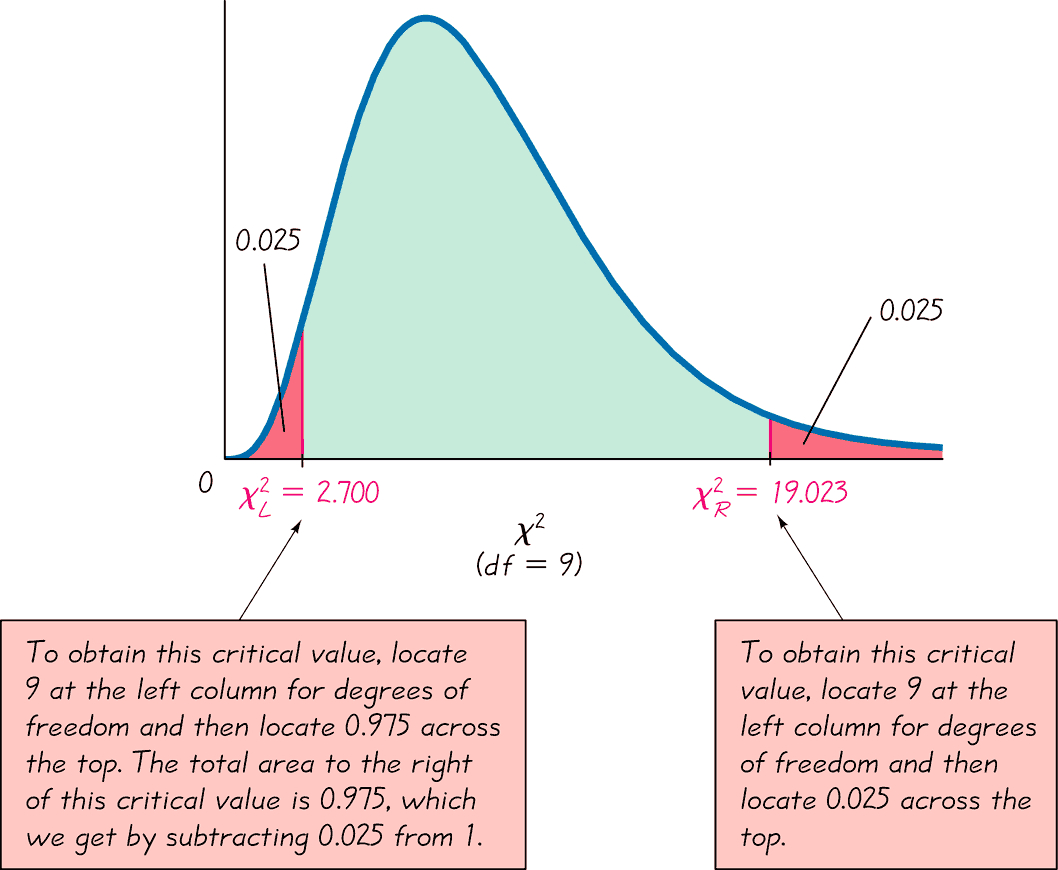 0.025
0.025
0
χ²_L = 2.700
χ²_R = 19.023
χ²
(df = 9)
To obtain this critical value, locate
9 at the left column for degrees of
freedom and then locate 0.975 across
the top. The total area to the right
of this critical value is 0.975, which
we get by subtracting 0.025 from 1.
To obtain this critical
value, locate 9 at the
left column for degrees
of freedom and then
locate 0.025 across the
top.